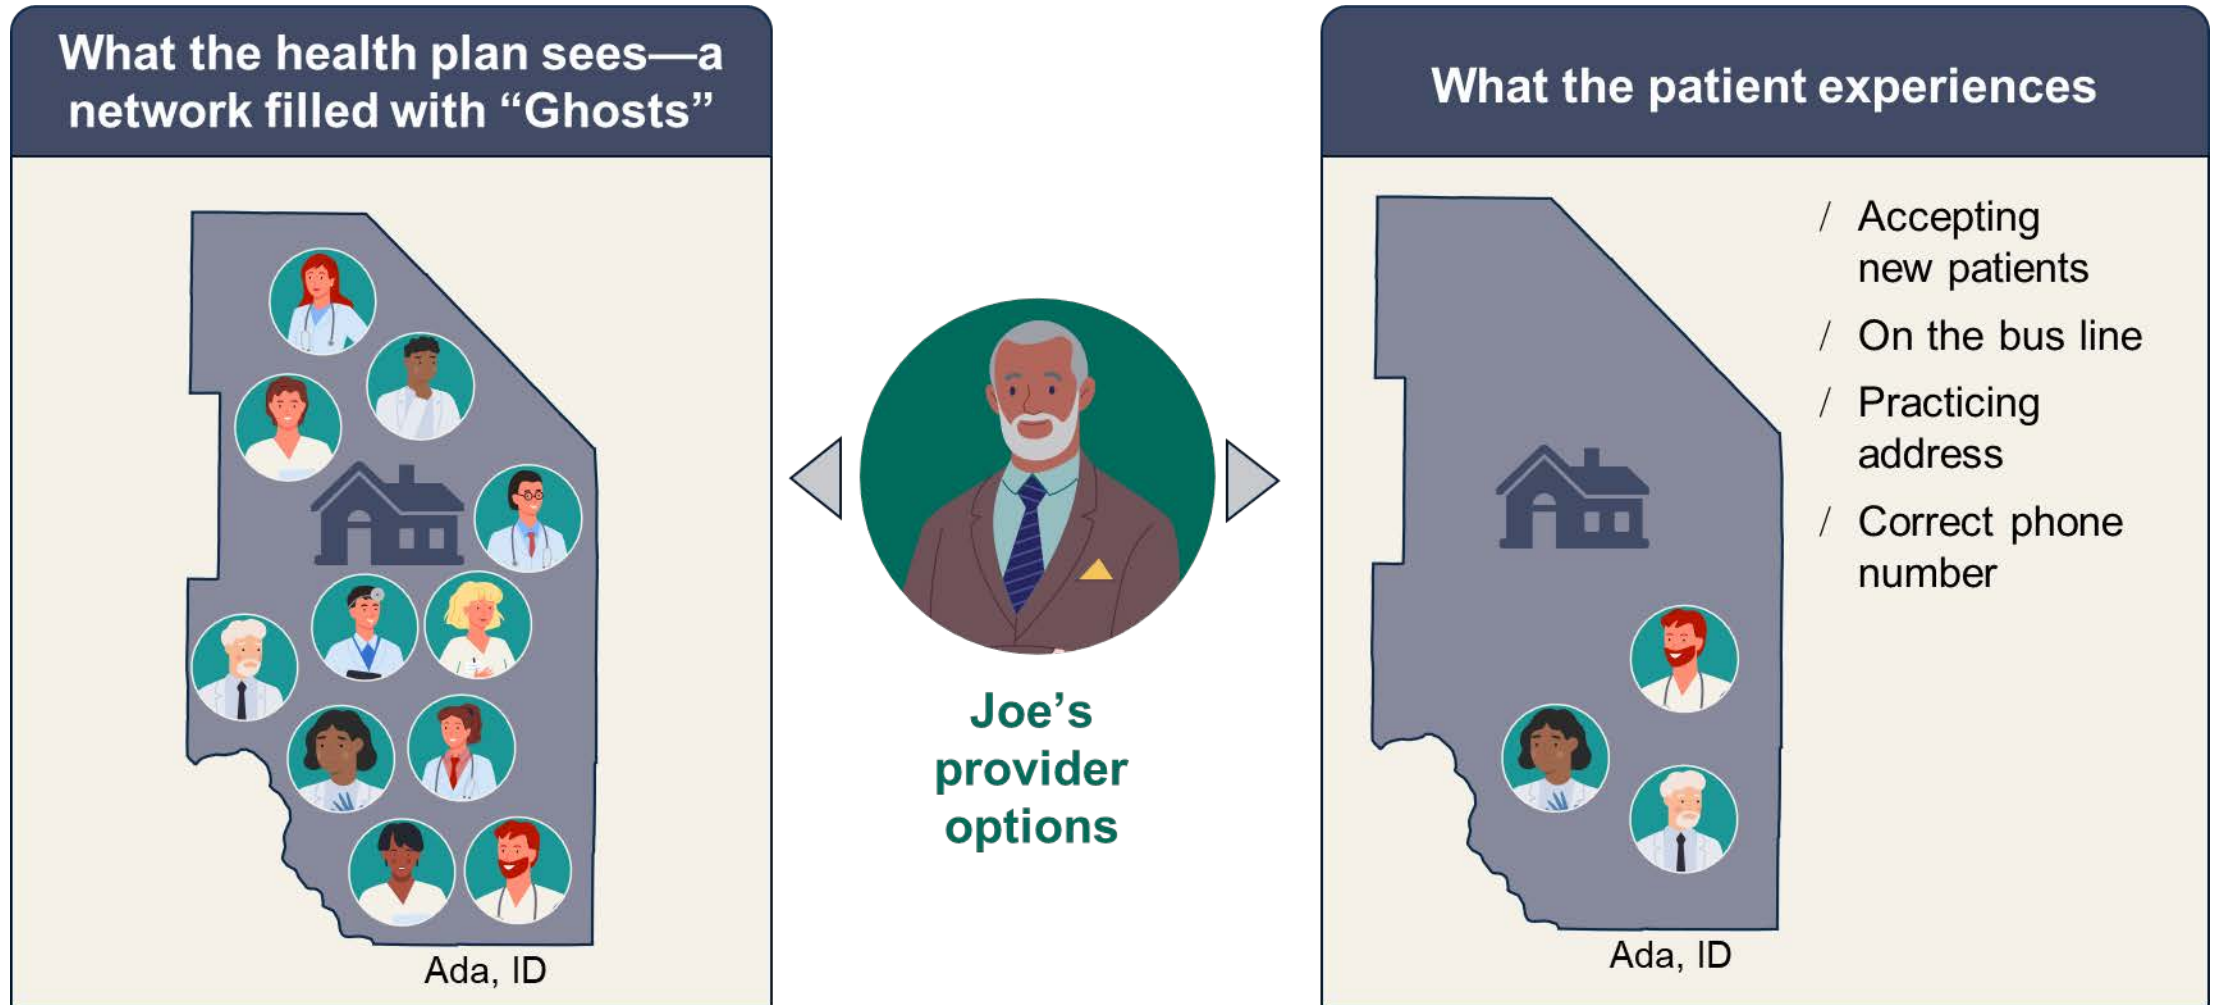 What the health plan sees—a
network filled with “Ghosts”
Ada, ID
Joe’s
provider
options
What the patient experiences
/ Accepting
new patients
/ On the bus line
/ Practicing
address
/ Correct phone
number
Ada, ID